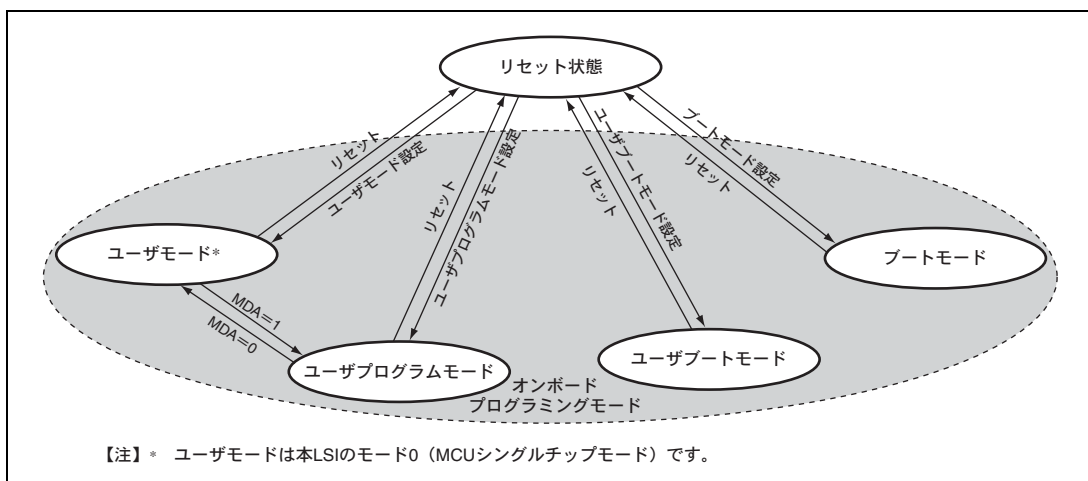 リセット状態
リセット
ユーザモード設定
リセット
ユーザプログラムモード設定
ユーザブートモード設定
リセット
ブートモード設定
リセット
ユーザモード*
ブートモード
MDA=1
MDA=0
ユーザプログラムモード
ユーザブートモード
オンボード
プログラミングモード
【注】* ユーザモードは本LSIのモード0（MCUシングルチップモード）です。